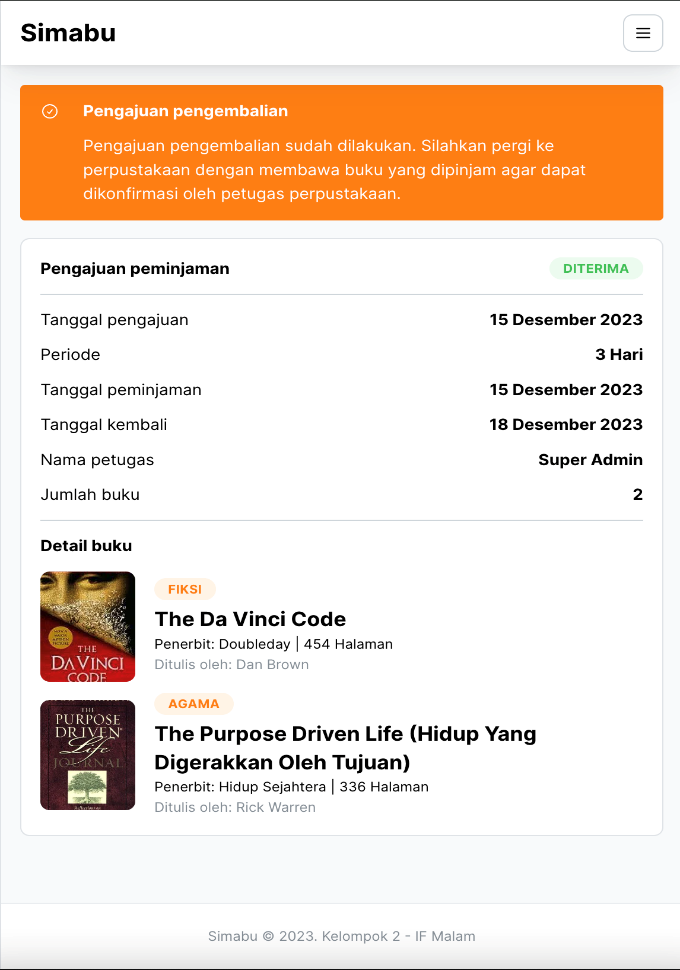 Simabu
Pengajuan pengembalian
Pengajuan pengembalian sudah dilakukan. Silahkan pergi ke
perpustakaan dengan membawa buku yang dipinjam agar dapat
dikonfirmasi oleh petugas perpustakaan.
Pengajuan peminjaman DITERIMA
Tanggal pengajuan 15 Desember 2023
Periode 3 Hari
Tanggal peminjaman 15 Desember 2023
Tanggal kembali 18 Desember 2023
Nama petugas Super Admin
Jumlah buku 2
Detail buku
THE
DA VINCI
CODE
FIKSI
The Da Vinci Code
Penerbit: Doubleday | 454 Halaman
Ditulis oleh: Dan Brown
THE
PURPOSE
DRIVEN
Life
JOURNAL
AGAMA
The Purpose Driven Life (Hidup Yang
Digerakkan Oleh Tujuan)
Penerbit: Hidup Sejahtera | 336 Halaman
Ditulis oleh: Rick Warren
Simabu © 2023. Kelompok 2 - IF Malam